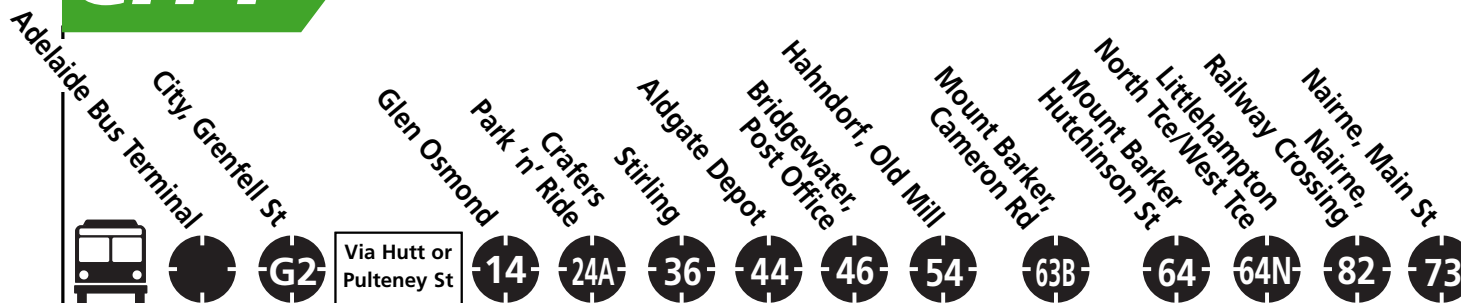 CITY
Adelaide Bus Terminal
City, Grenfell St
Glen Osmond
Crafers
Park ’n’ Ride
Stirling
Aldgate Depot
Bridgewater,
Post Office
Hahndorf, Old Mill
Mount Barker,
Cameron Rd
Mount Barker
Hutchinson St
Littlehampton
North Tce/West Tce
Nairne,
Railway Crossing
Nairne, Main St
G2
Via Hutt or
Pulteney St
14
24A
36
44
46
54
63B
64
64N
82
73